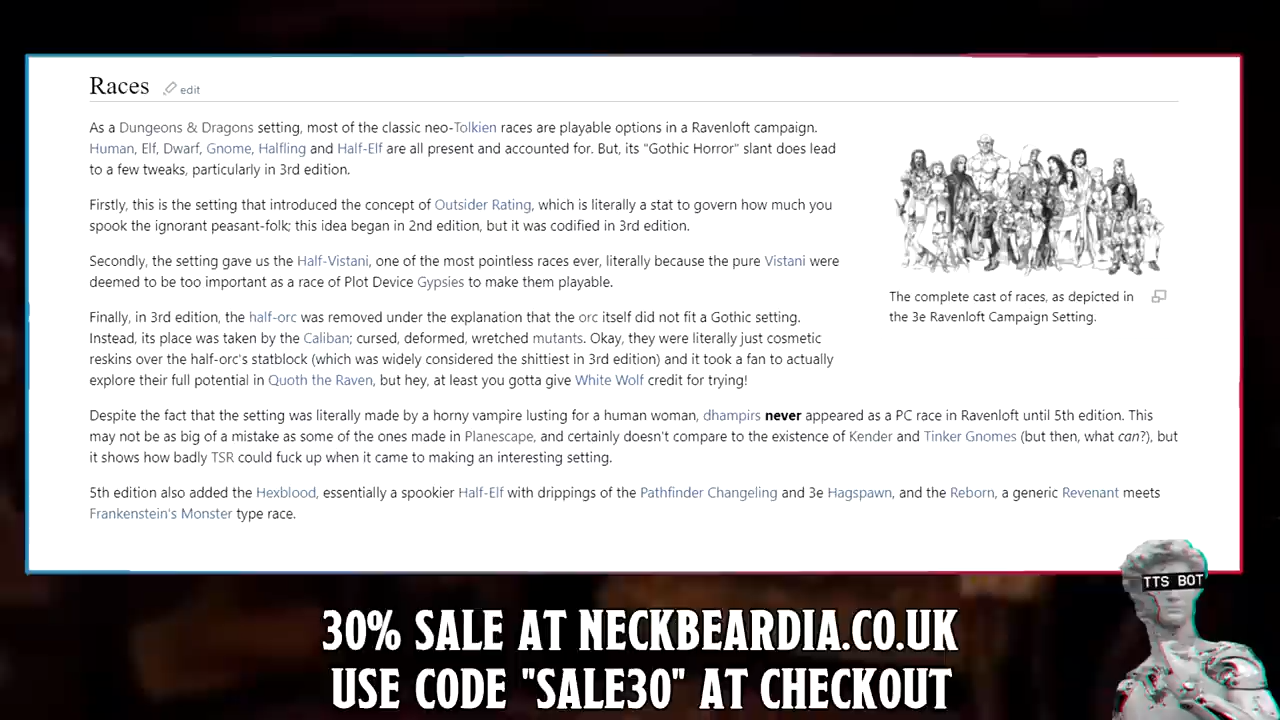 Races edit
As a Dungeons & Dragons setting, most of the classic neo-Tolkien races are playable options in a Ravenloft campaign.
Human, Elf, Dwarf, Gnome, Halfling and Half-Elf are all present and accounted for. But, its "Gothic Horror" slant does lead
to a few tweaks, particularly in 3rd edition.
Firstly, this is the setting that introduced the concept of Outsider Rating, which is literally a stat to govern how much you
spook the ignorant peasant-folk; this idea began in 2nd edition, but it was codified in 3rd edition.
Secondly, the setting gave us the Half-Vistani, one of the most pointless races ever, literally because the pure Vistani were
deemed to be too important as a race of Plot Device Gypsies to make them playable.
Finally, in 3rd edition, the half-orc was removed under the explanation that the orc itself did not fit a Gothic setting.
Instead, its place was taken by the Caliban; cursed, deformed, wretched mutants. Okay, they were literally just cosmetic
reskins over the half-orc's statblock (which was widely considered the shittiest in 3rd edition) and it took a fan to actually
explore their full potential in Quoth the Raven, but hey, at least you gotta give White Wolf credit for trying!
The complete cast of races, as depicted in
the 3e Ravenloft Campaign Setting.
Despite the fact that the setting was literally made by a horny vampire lusting for a human woman, dhampirs never appeared as a PC race in Ravenloft until 5th edition. This
may not be as big of a mistake as some of the ones made in Planescape, and certainly doesn't compare to the existence of Kender and Tinker Gnomes (but then, what can?), but
it shows how badly TSR could fuck up when it came to making an interesting setting.
5th edition also added the Hexblood, essentially a spookier Half-Elf with drippings of the Pathfinder Changeling and 3e Hagspawn, and the Reborn, a generic Revenant meets
Frankenstein's Monster type race.
TTS BOT
30% SALE AT NECKBEARDIA.CO.UK
USE CODE "SALE30" AT CHECKOUT